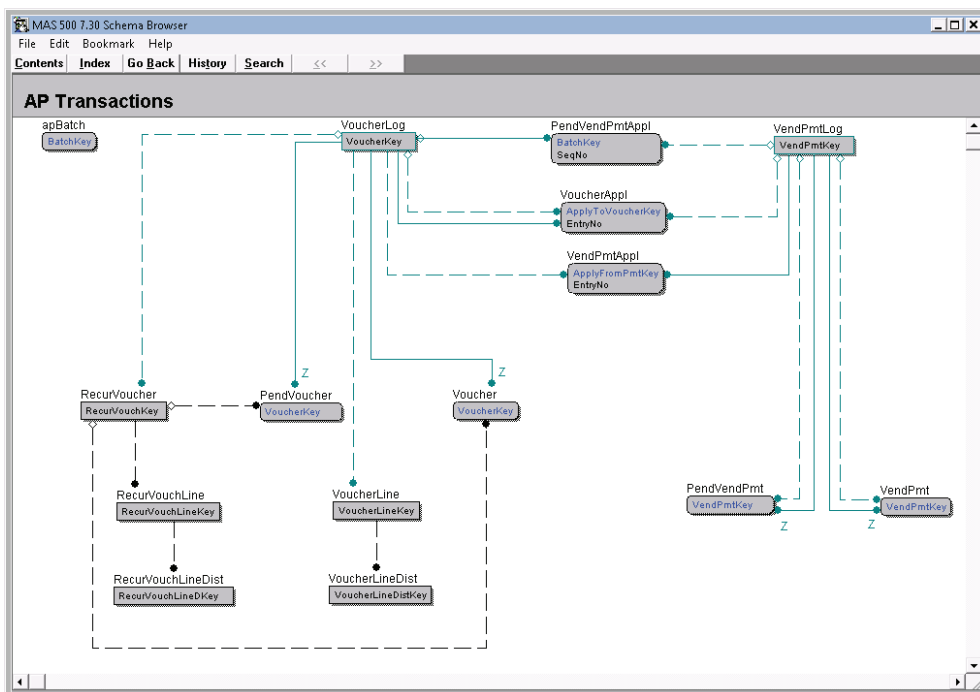 MAS 500 7.30 Schema Browser
File Edit Bookmark Help
Contents Index Go Back History Search << >>
AP Transactions
apBatch
BatchKey
VoucherLog
VoucherKey
PendVendPmtAppl
BatchKey
SeqNo
VendPmtLog
VendPmtKey
VoucherAppl
ApplyToVoucherKey
EntryNo
VendPmtAppl
ApplyFromPmtKey
EntryNo
Z
Z
RecurVoucher
RecurVouchKey
PendVoucher
VoucherKey
Voucher
VoucherKey
RecurVouchLine
RecurVouchLineKey
VoucherLine
VoucherLineKey
PendVendPmt
VendPmtKey
VendPmt
VendPmtKey
Z
Z
RecurVouchLineDist
RecurVouchLineDKey
VoucherLineDist
VoucherLineDistKey